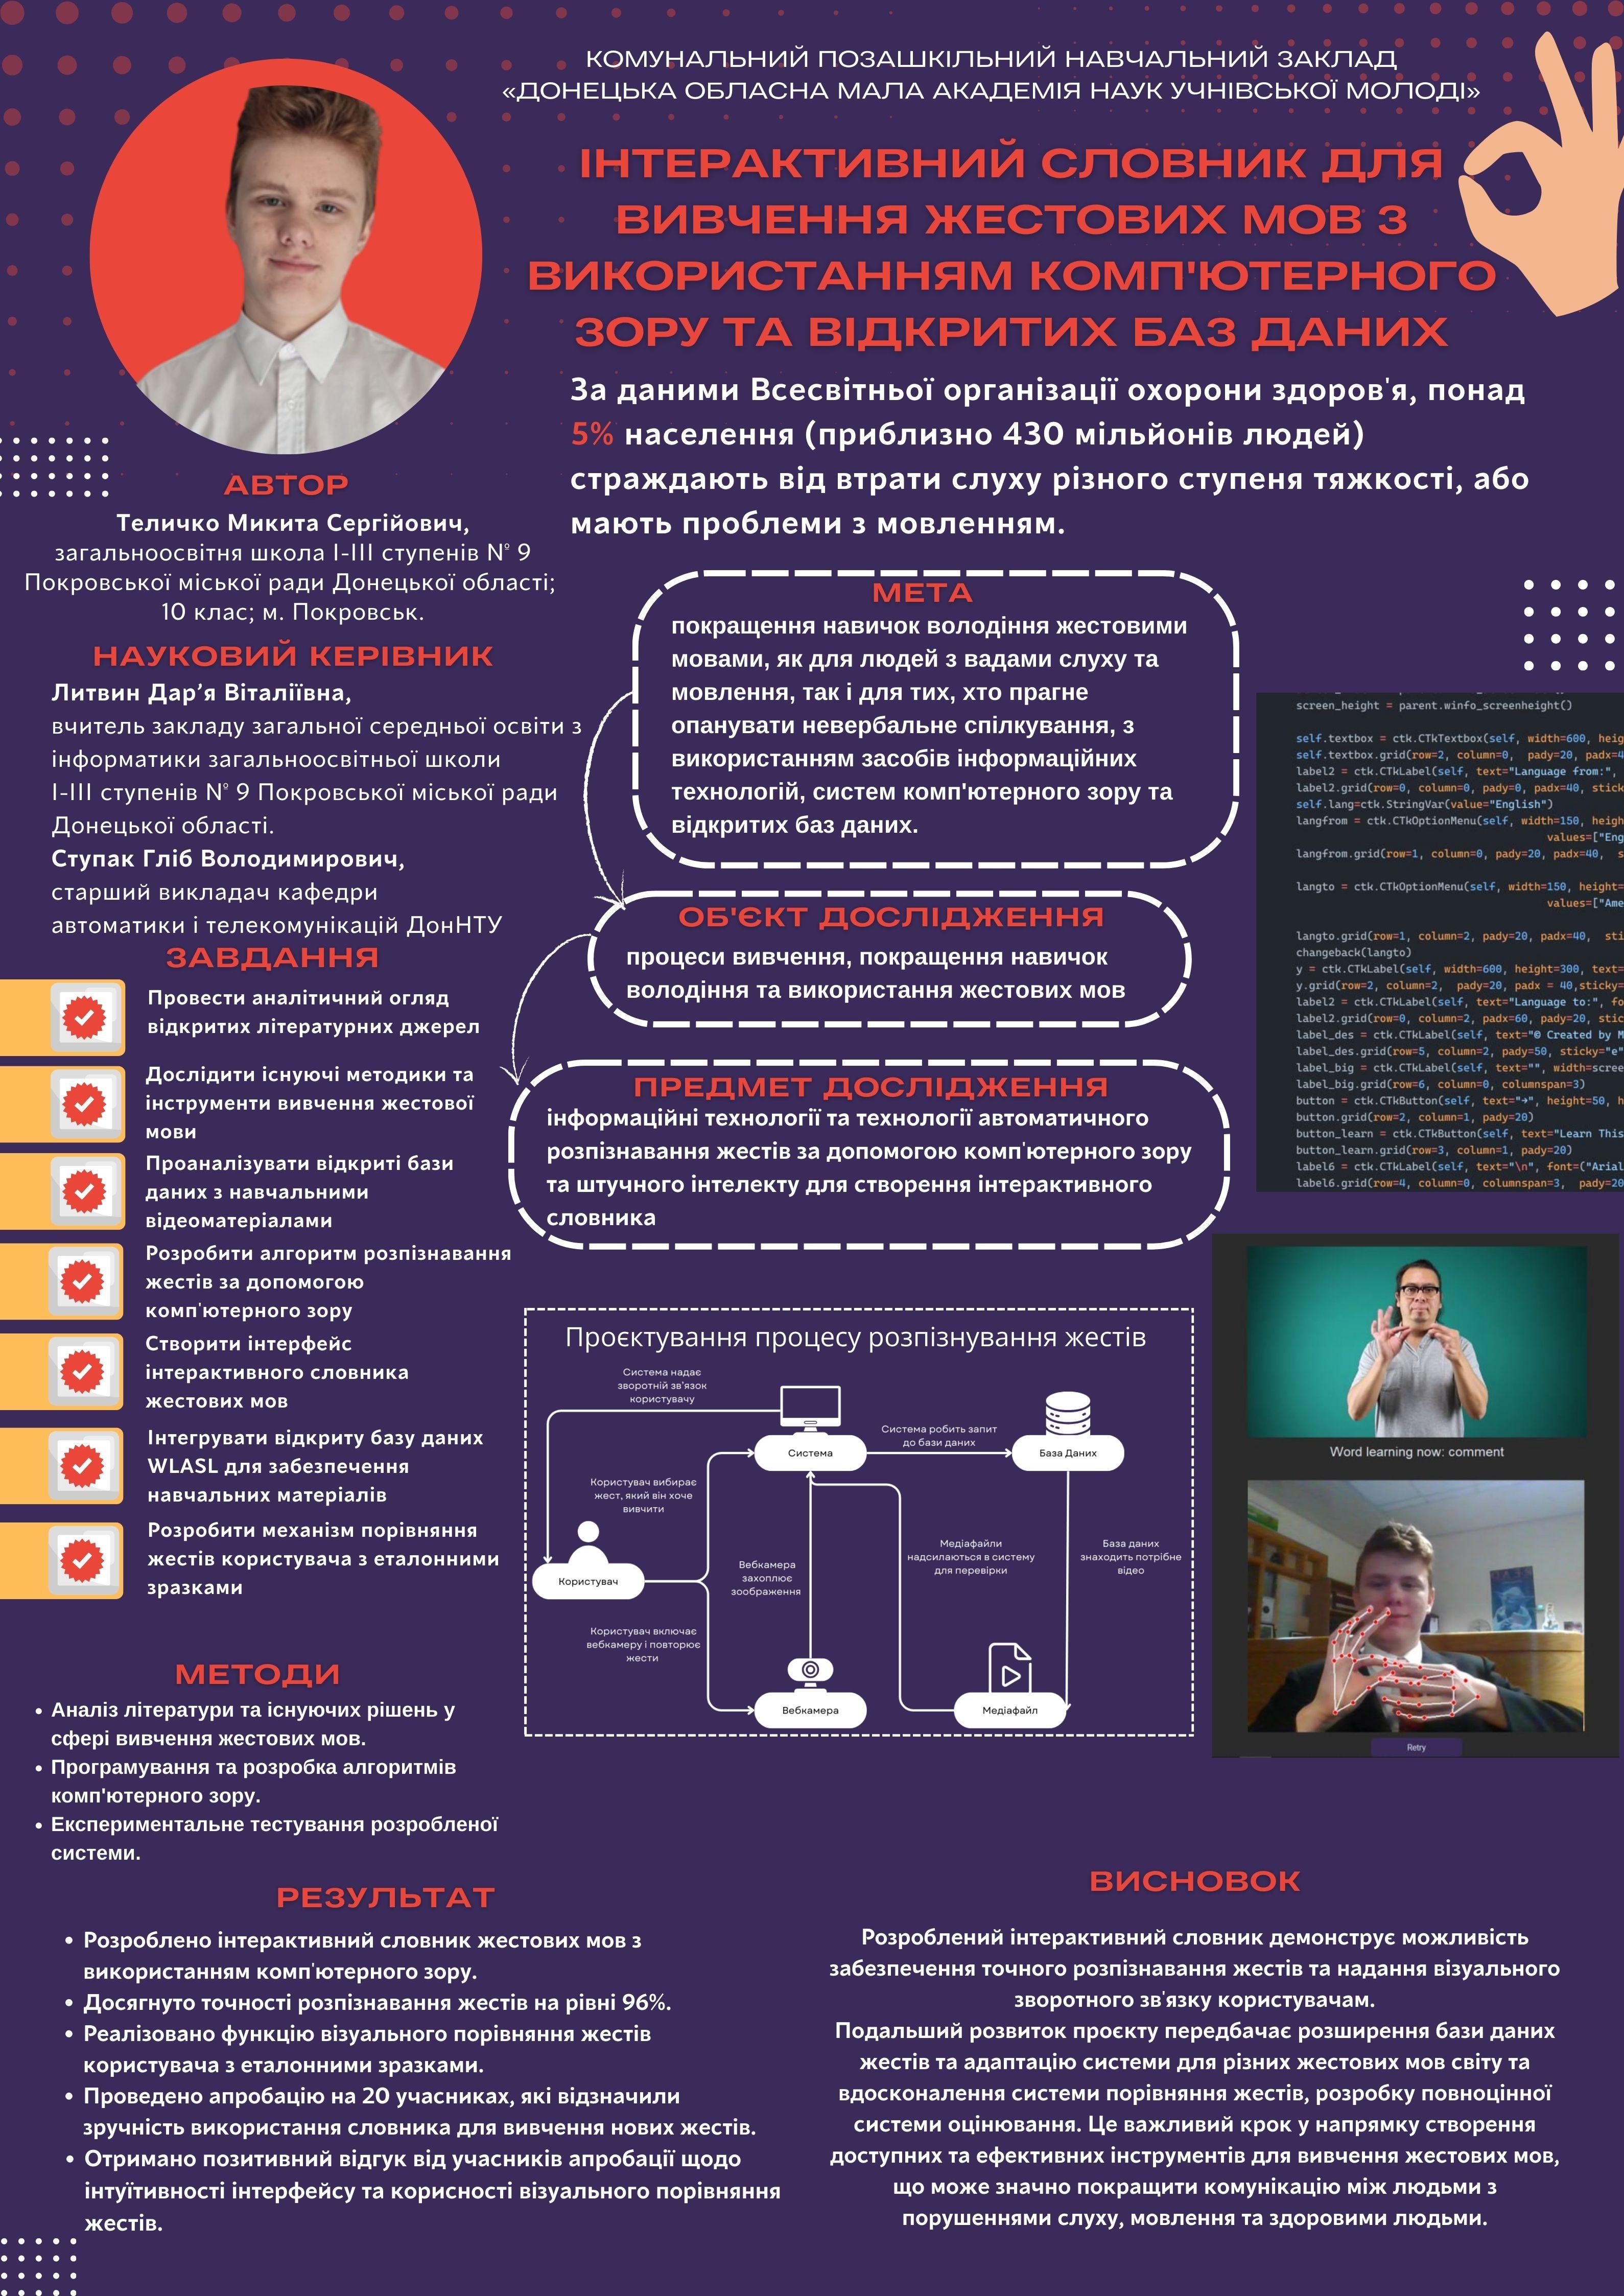 КОМУНАЛЬНИЙ ПОЗАШКІЛЬНИЙ НАВЧАЛЬНИЙ ЗАКЛАД
«ДОНЕЦЬКА ОБЛАСНА МАЛА АКАДЕМІЯ НАУК УЧНІВСЬКОЇ МОЛОДІ»
ІНТЕРАКТИВНИЙ СЛОВНИК ДЛЯ
ВИВЧЕННЯ ЖЕСТОВИХ МОВ З
ВИКОРИСТАННЯМ КОМП'ЮТЕРНОГО
ЗОРУ ТА ВІДКРИТИХ БАЗ ДАНИХ
За даними Всесвітньої організації охорони здоров'я, понад
5% населення (приблизно 430 мільйонів людей)
страждають від втрати слуху різного ступеня тяжкості, або
мають проблеми з мовленням.
АВТОР
Теличко Микита Сергійович,
загальноосвітня школа І-ІІІ ступенів № 9
Покровської міської ради Донецької області;
10 клас; м. Покровськ.
НАУКОВИЙ КЕРІВНИК
Литвин Дар’я Віталіївна,
вчитель закладу загальної середньої освіти з
інформатики загальноосвітньої школи
І-ІІІ ступенів № 9 Покровської міської ради
Донецької області.
Ступак Гліб Володимирович,
старший викладач кафедри
автоматики і телекомунікацій ДонНТУ
ЗАВДАННЯ
Провести аналітичний огляд
відкритих літературних джерел
Дослідити існуючі методики та
інструменти вивчення жестової
мови
Проаналізувати відкриті бази
даних з навчальними
відеоматеріалами
Розробити алгоритм розпізнавання
жестів за допомогою
комп'ютерного зору
Створити інтерфейс
інтерактивного словника
жестових мов
Інтегрувати відкриту базу даних
WLASL для забезпечення
навчальних матеріалів
Розробити механізм порівняння
жестів користувача з еталонними
зразками
МЕТА
покращення навичок володіння жестовими
мовами, як для людей з вадами слуху та
мовлення, так і для тих, хто прагне
опанувати невербальне спілкування, з
використанням засобів інформаційних
технологій, систем комп'ютерного зору та
відкритих баз даних.
ОБ'ЄКТ ДОСЛІДЖЕННЯ
процеси вивчення, покращення навичок
володіння та використання жестових мов
ПРЕДМЕТ ДОСЛІДЖЕННЯ
інформаційні технології та технології автоматичного
розпізнавання жестів за допомогою комп'ютерного зору
та штучного інтелекту для створення інтерактивного
словника
screen_height = parent.winfo_screenheight()
self.textbox = ctk.CTkTextbox(self, width=600, heig
self.textbox.grid(row=2, column=0, pady=20, padx=4
label2 = ctk.CTkLabel(self, text="Language from:",
label2.grid(row=0, column=0, pady=0, padx=40, stick
self.lang=ctk.StringVar(value="English")
langfrom = ctk.CTkOptionMenu(self, width=150, heigh
values=["Eng
langfrom.grid(row=1, column=0, pady=20, padx=40, s
langto = ctk.CTkOptionMenu(self, width=150, height=
values=["Ame
langto.grid(row=1, column=2, pady=20, padx=40, sti
changeback(langto)
y = ctk.CTkLabel(self, width=600, height=300, text=
y.grid(row=2, column=2, pady=20, padx = 40,sticky=
label2 = ctk.CTkLabel(self, text="Language to:", fo
label2.grid(row=0, column=2, padx=60, pady=20, stic
label_des = ctk.CTkLabel(self, text="© Created by M
label_des.grid(row=5, column=2, pady=50, sticky="e"
label_big = ctk.CTkLabel(self, text="", width=scree
label_big.grid(row=6, column=0, columnspan=3)
button = ctk.CTkButton(self, text="➜", height=50, h
button.grid(row=2, column=1, pady=20)
button_learn = ctk.CTkButton(self, text="Learn This
button_learn.grid(row=3, column=1, pady=20)
label6 = ctk.CTkLabel(self, text="\n", font=("Arial
label6.grid(row=4, column=0, columnspan=3, pady=20
Проєктування процесу розпізнування жестів
Система надає
зворотній зв’язок
користувачу
Система
Система робить запит
до бази даних
База Даних
Користувач вибирає
жест, який він хоче
вивчити
Користувач
Вебкамера
захоплює
зоображення
Медіафайли
надсилаються в систему
для перевірки
База даних
знаходить потрібне
відео
Користувач включає
вебкамеру і повторює
жести
Вебкамера
Медіафайл
Word learning now: comment
Retry
МЕТОДИ
• Аналіз літератури та існуючих рішень у
сфері вивчення жестових мов.
• Програмування та розробка алгоритмів
комп'ютерного зору.
• Експериментальне тестування розробленої
системи.
РЕЗУЛЬТАТ
• Розроблено інтерактивний словник жестових мов з
використанням комп'ютерного зору.
• Досягнуто точності розпізнавання жестів на рівні 96%.
• Реалізовано функцію візуального порівняння жестів
користувача з еталонними зразками.
• Проведено апробацію на 20 учасниках, які відзначили
зручність використання словника для вивчення нових жестів.
• Отримано позитивний відгук від учасників апробації щодо
інтуїтивності інтерфейсу та корисності візуального порівняння
жестів.
ВИСНОВОК
Розроблений інтерактивний словник демонструє можливість
забезпечення точного розпізнавання жестів та надання візуального
зворотного зв'язку користувачам.
Подальший розвиток проєкту передбачає розширення бази даних
жестів та адаптацію системи для різних жестових мов світу та
вдосконалення системи порівняння жестів, розробку повноцінної
системи оцінювання. Це важливий крок у напрямку створення
доступних та ефективних інструментів для вивчення жестових мов,
що може значно покращити комунікацію між людьми з
порушеннями слуху, мовлення та здоровими людьми.